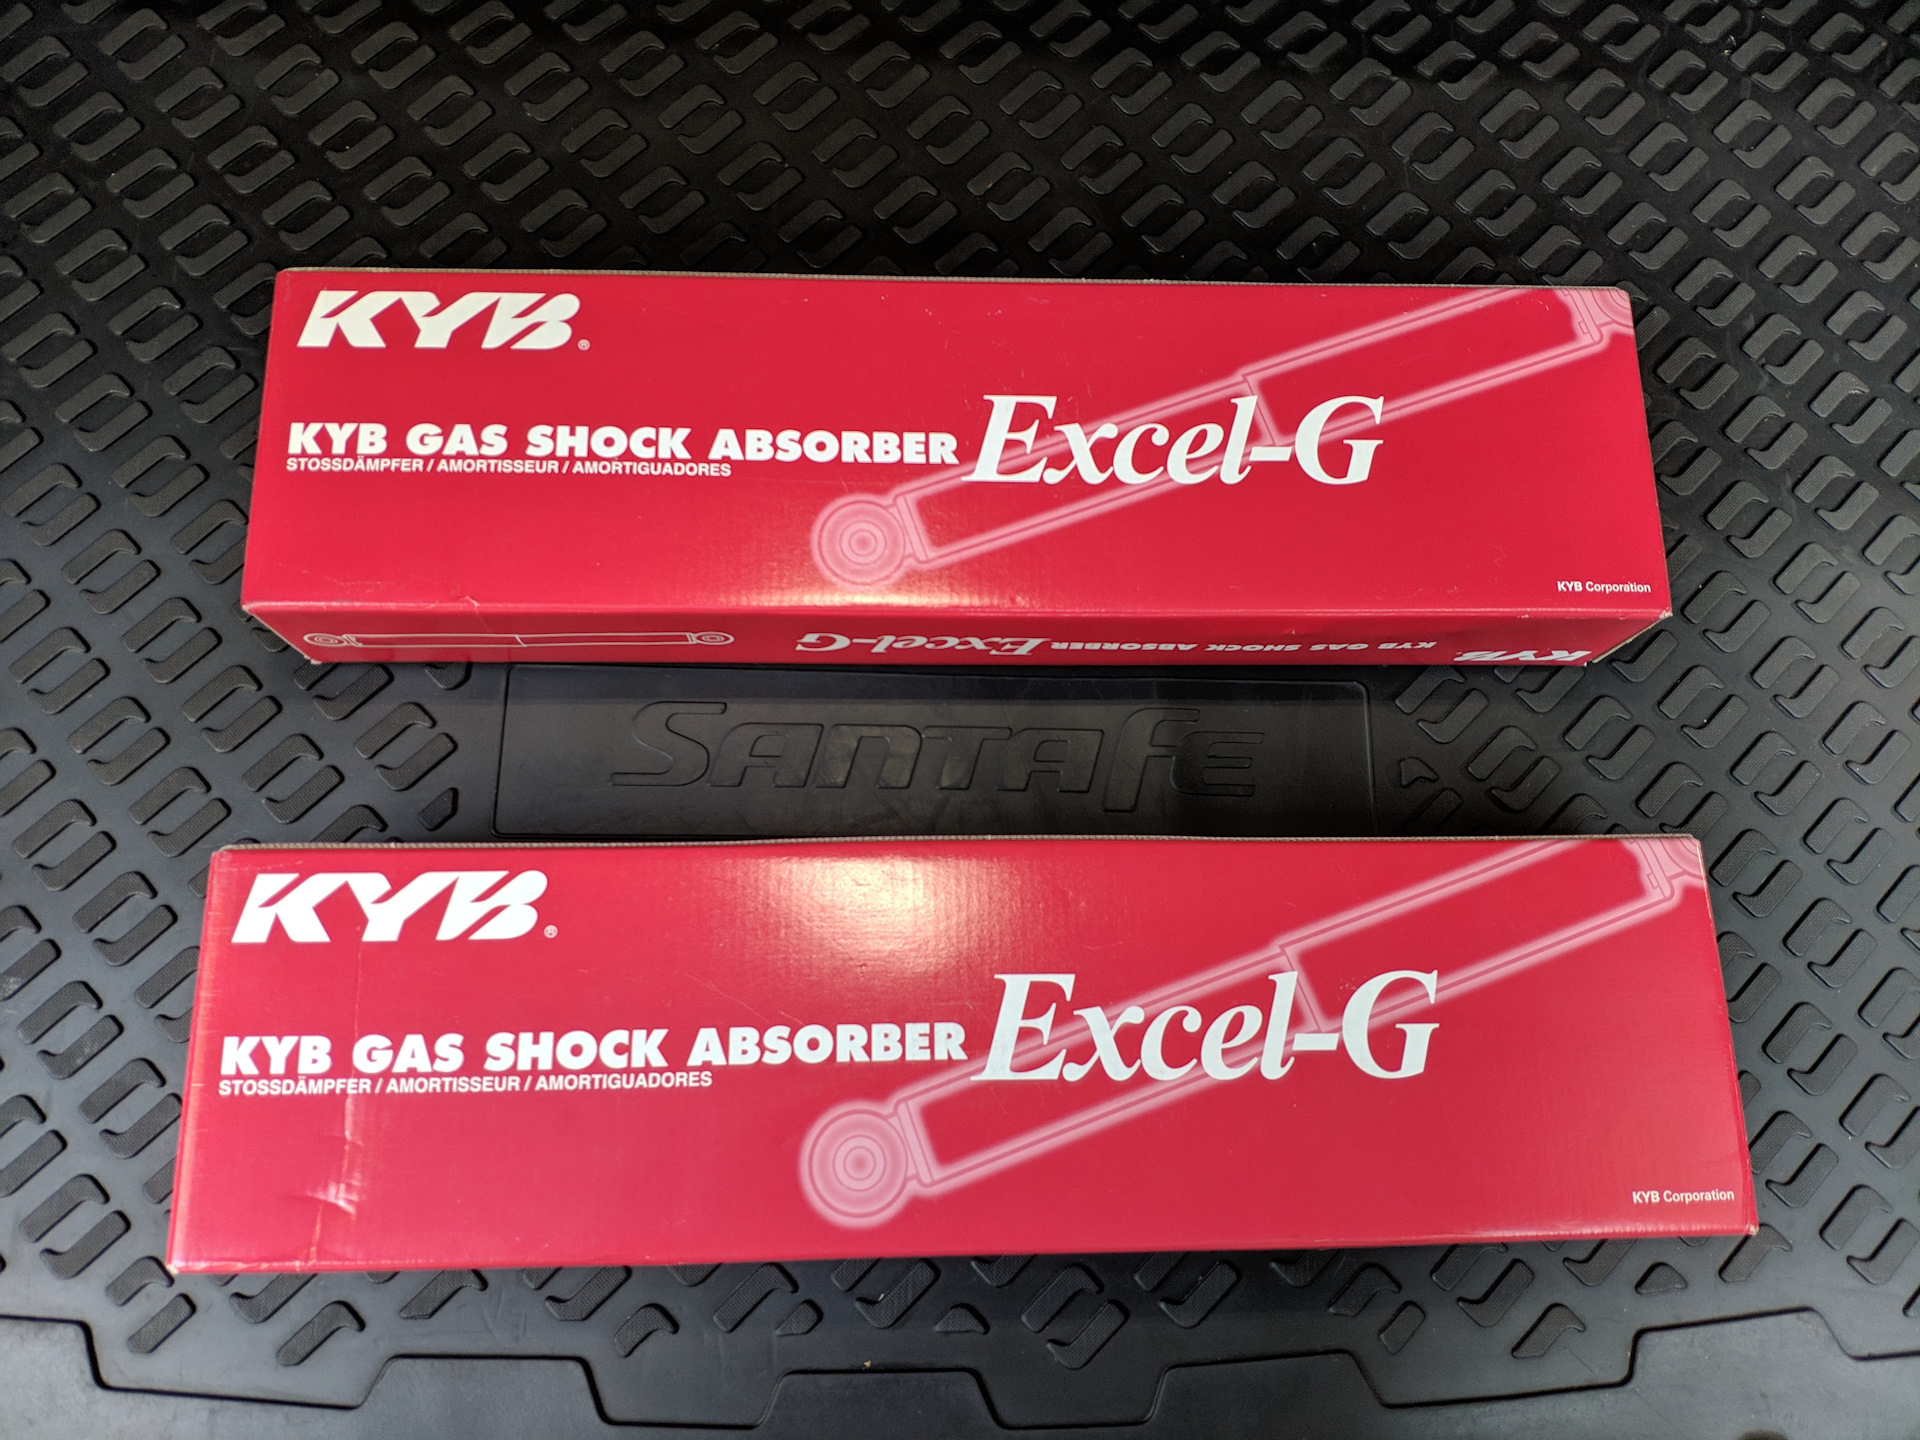 KYB®
KYB GAS SHOCK ABSORBER Excel-G
STOSSDÄMPFER / AMORTISSEUR / AMORTIGUADORES
KYB Corporation
KYB® KYB GAS SHOCK ABSORBER Excel-G
SANTAFE
KYB®
KYB GAS SHOCK ABSORBER Excel-G
STOSSDÄMPFER / AMORTISSEUR / AMORTIGUADORES
KYB Corporation